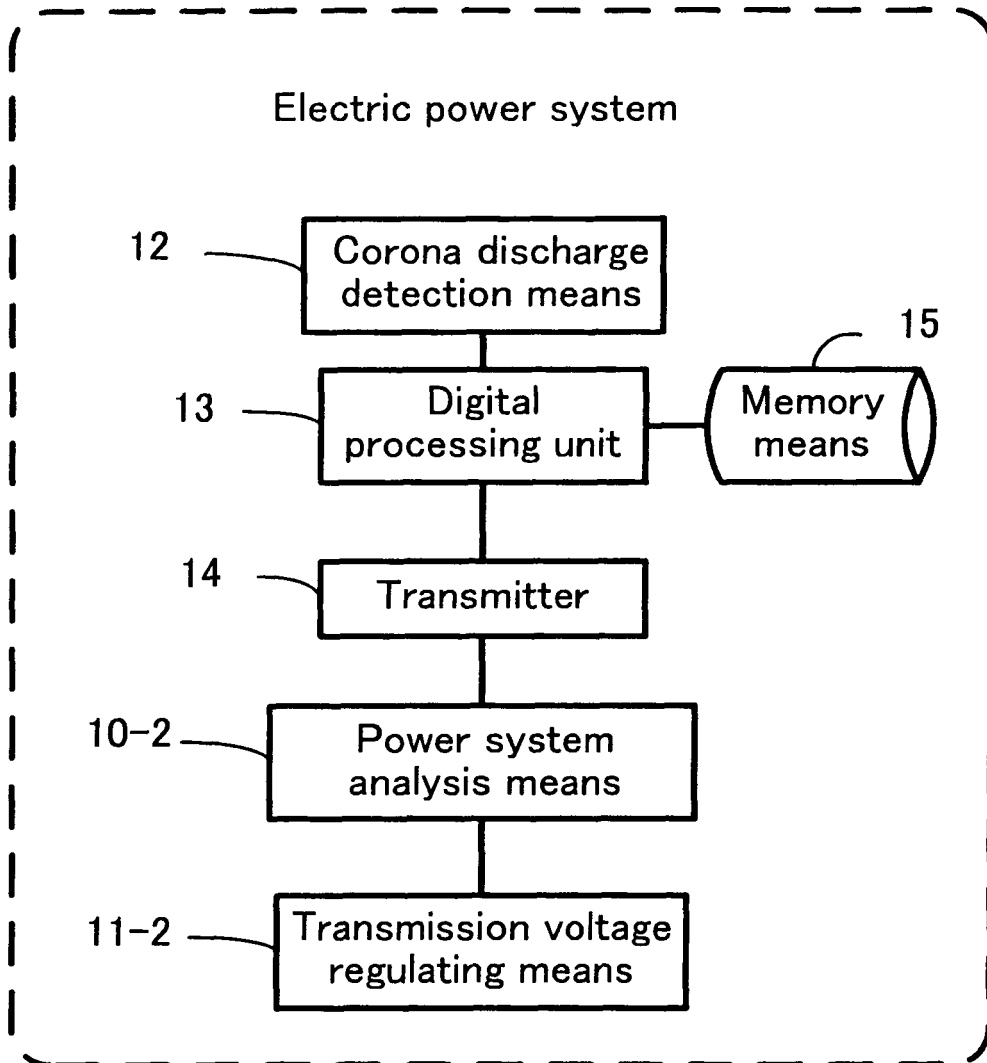 Electric power system
12
Corona discharge
detection means
15
13
Digital
processing unit
Memory
means
14
Transmitter
10-2
Power system
analysis means
11-2
Transmission voltage
regulating means